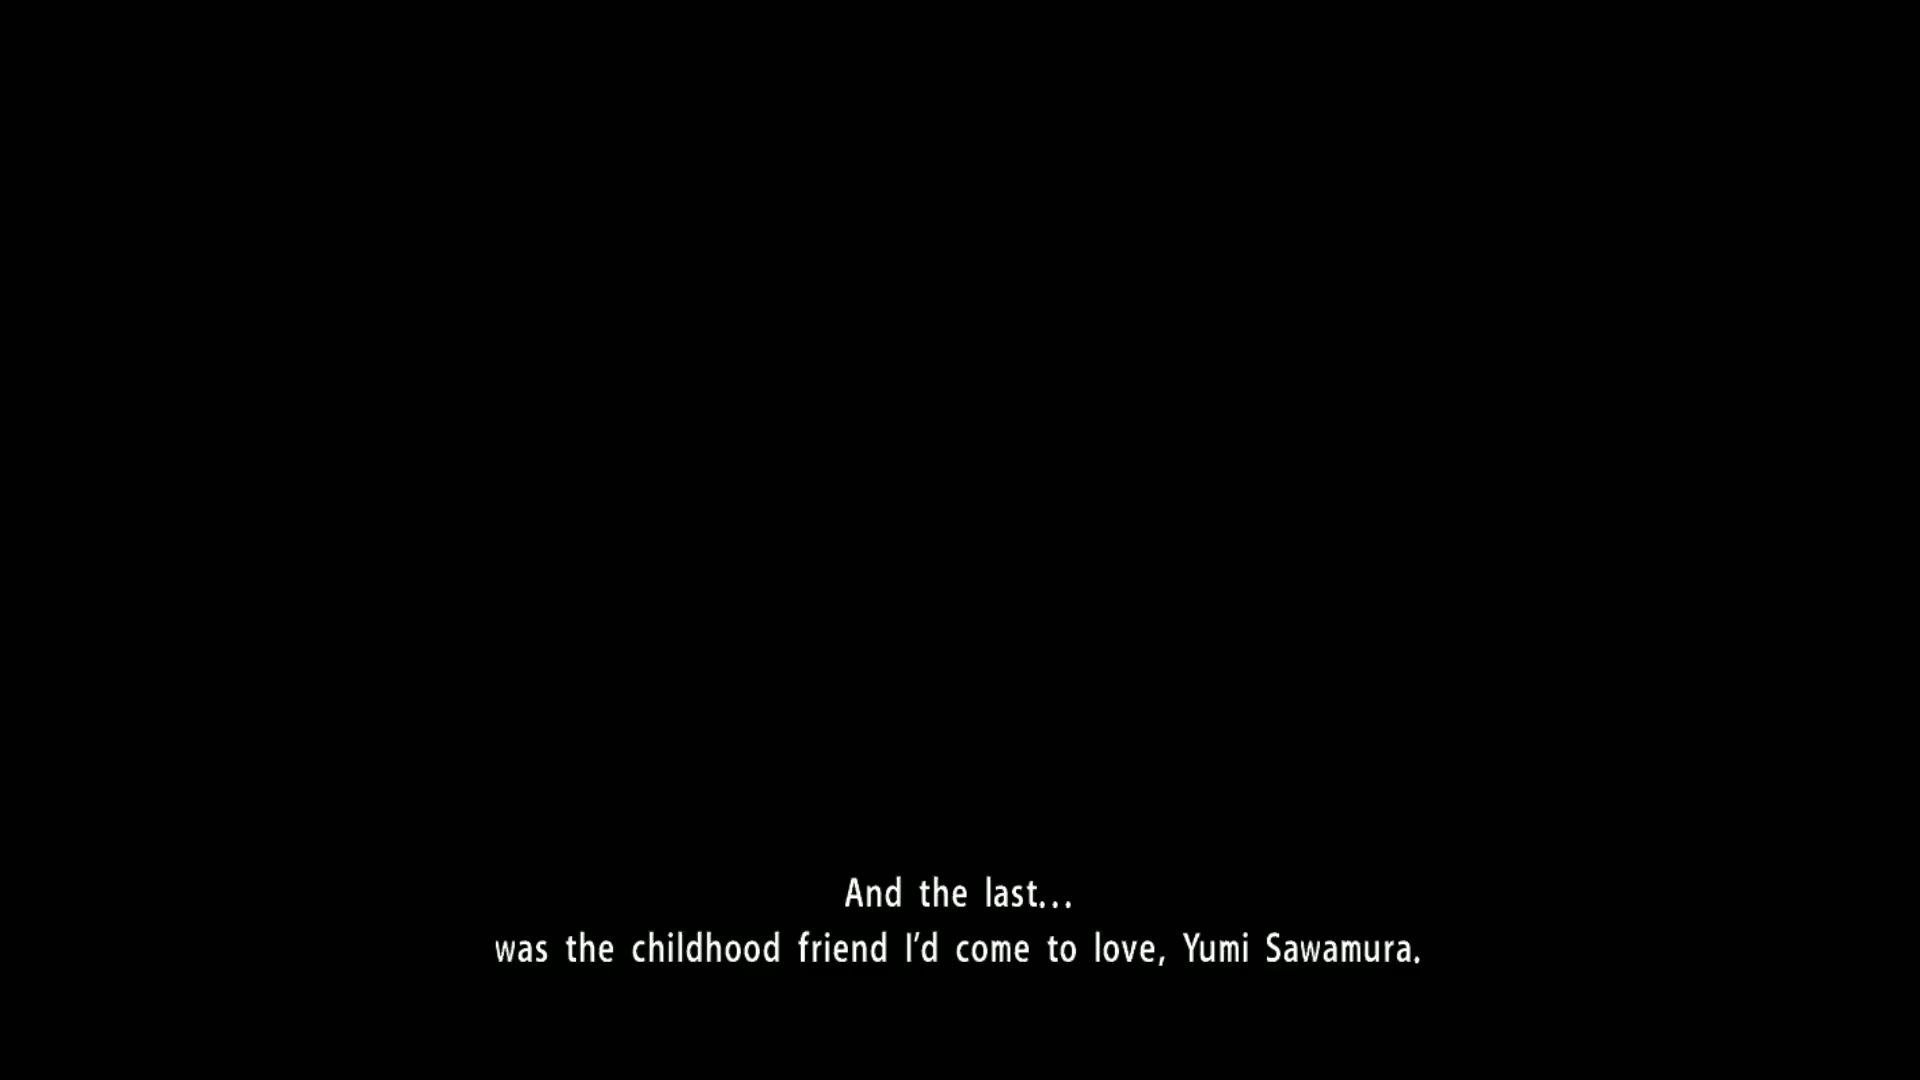 And the last...
was the childhood friend I'd come to love, Yumi Sawamura.